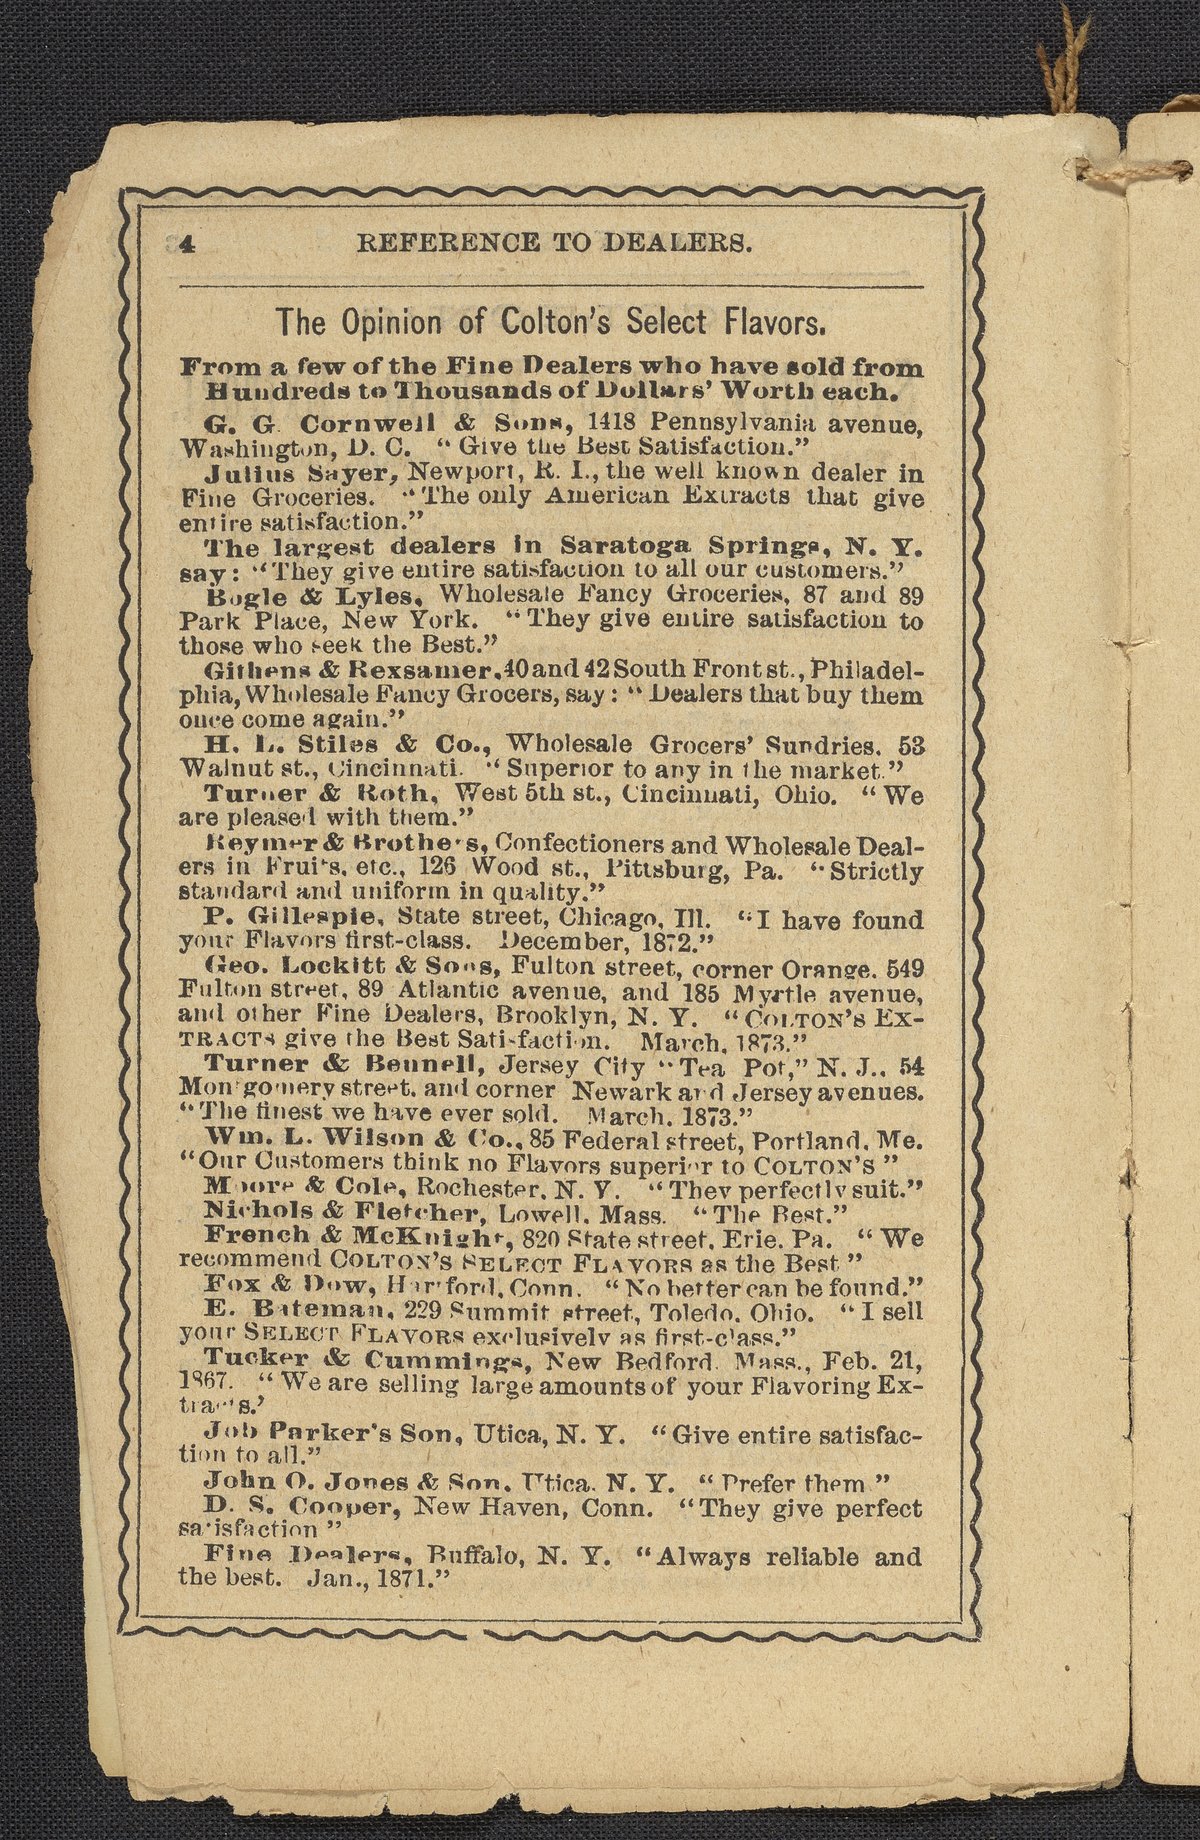 4 REFERENCE TO DEALERS.
The Opinion of Colton's Select Flavors.
From a few of the Fine Dealers who have sold from
Hundreds to Thousands of Dollars' Worth each.
G. G. Cornwell & Sons, 1418 Pennsylvania avenue,
Washington, D. C. "Give the Best Satisfaction."
Julius Sayer, Newport, R. I., the well known dealer in
Fine Groceries. "The only American Extracts that give
entire satisfaction."
The largest dealers in Saratoga Springs, N. Y.
say: "They give entire satisfaction to all our customers."
Bogle & Lyles, Wholesale Fancy Groceries, 87 and 89
Park Place, New York. "They give entire satisfaction to
those who seek the Best."
Githens & Rexsamer, 40 and 42 South Front st., Philadel-
phia, Wholesale Fancy Grocers, say: "Dealers that buy them
once come again."
H. L. Stiles & Co., Wholesale Grocers' Sundries, 53
Walnut st., Cincinnati. "Superior to any in the market."
Turner & Roth, West 5th st., Cincinnati, Ohio. "We
are pleased with them."
Reymer & Brothers, Confectioners and Wholesale Deal-
ers in Fruits, etc., 126 Wood st., Pittsburg, Pa. "Strictly
standard and uniform in quality."
P. Gillespie, State street, Chicago, Ill. "I have found
your Flavors first-class. December, 1872."
Geo. Lockitt & Sons, Fulton street, corner Orange, 549
Fulton street, 89 Atlantic avenue, and 185 Myrtle avenue,
and other Fine Dealers, Brooklyn, N. Y. "COLTON'S EX-
TRACTS give the Best Satisfaction. March, 1873."
Turner & Bennell, Jersey City "Tea Pot," N. J., 54
Montgomery street, and corner Newark and Jersey avenues.
"The finest we have ever sold. March, 1873."
Wm. L. Wilson & Co., 85 Federal street, Portland, Me.
"Our Customers think no Flavors superior to COLTON'S"
Moore & Cole, Rochester, N. Y. "They perfectly suit."
Nichols & Fletcher, Lowell, Mass. "The Best."
French & McKnight, 820 State street, Erie, Pa. "We
recommend COLTON'S SELECT FLAVORS as the Best"
Fox & Dow, Hartford, Conn. "No better can be found."
E. Bateman, 229 Summit street, Toledo, Ohio. "I sell
your SELECT FLAVORS exclusively as first-class."
Tucker & Cummings, New Bedford, Mass., Feb. 21,
1867. "We are selling large amounts of your Flavoring Ex-
tracts.'
Job Parker's Son, Utica, N. Y. "Give entire satisfac-
tion to all."
John O. Jones & Son, Utica, N. Y. "Prefer them"
D. S. Cooper, New Haven, Conn. "They give perfect
satisfaction"
Fine Dealers, Buffalo, N. Y. "Always reliable and
the best. Jan., 1871."